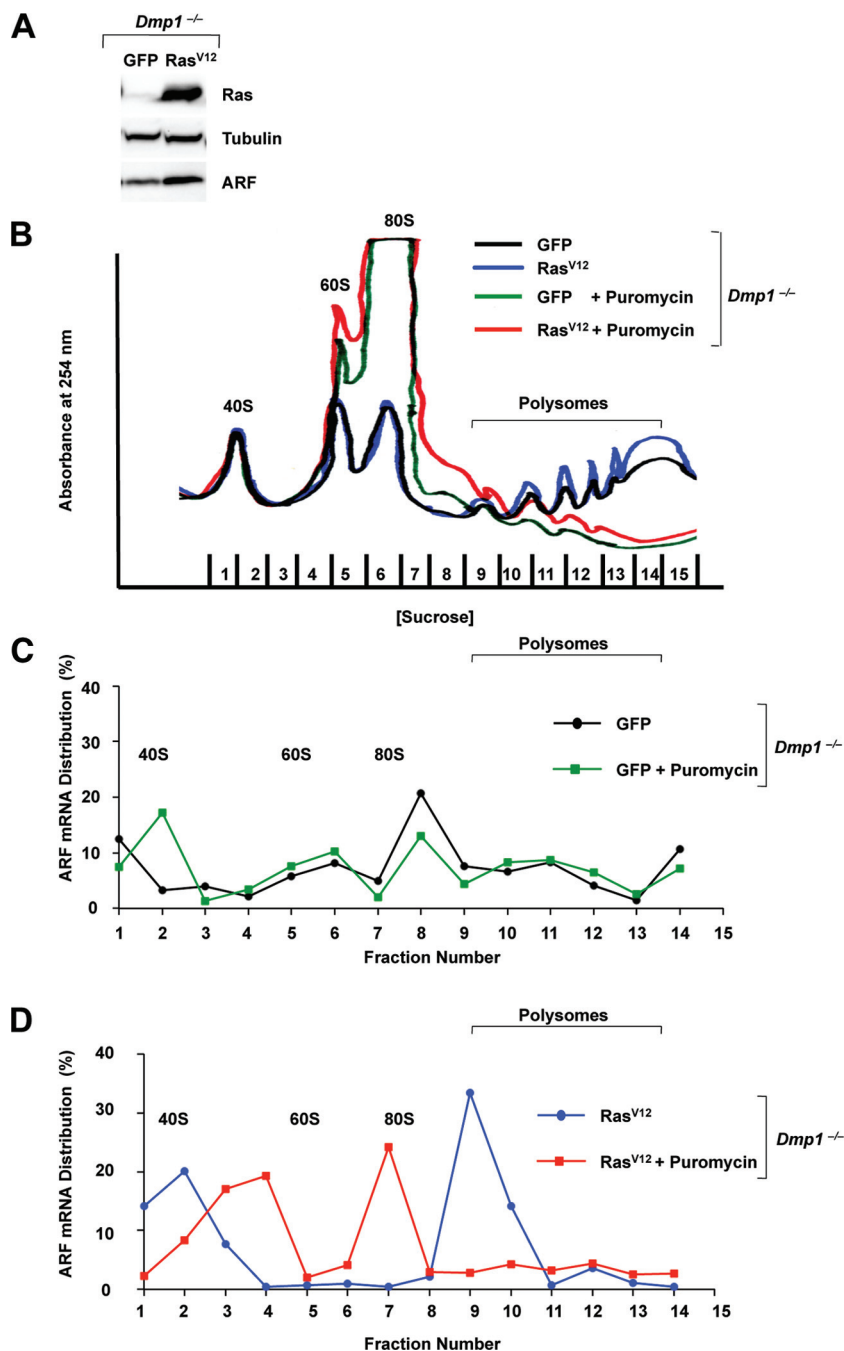 A
Dmp1 –/–
GFP RasV12
Ras
Tubulin
ARF
B
80S
60S
40S
GFP
RasV12
GFP + Puromycin
RasV12 + Puromycin
Dmp1 –/–
Polysomes
Absorbance at 254 nm
1 2 3 4 5 6 7 8 9 10 11 12 13 14 15
[Sucrose]
C
Polysomes
ARF mRNA Distribution (%)
40
30
20
10
0
40S 60S 80S
GFP
GFP + Puromycin
Dmp1 –/–
1 2 3 4 5 6 7 8 9 10 11 12 13 14 15
Fraction Number
D
Polysomes
ARF mRNA Distribution (%)
40
30
20
10
0
40S 60S 80S
RasV12
RasV12 + Puromycin
Dmp1 –/–
1 2 3 4 5 6 7 8 9 10 11 12 13 14 15
Fraction Number